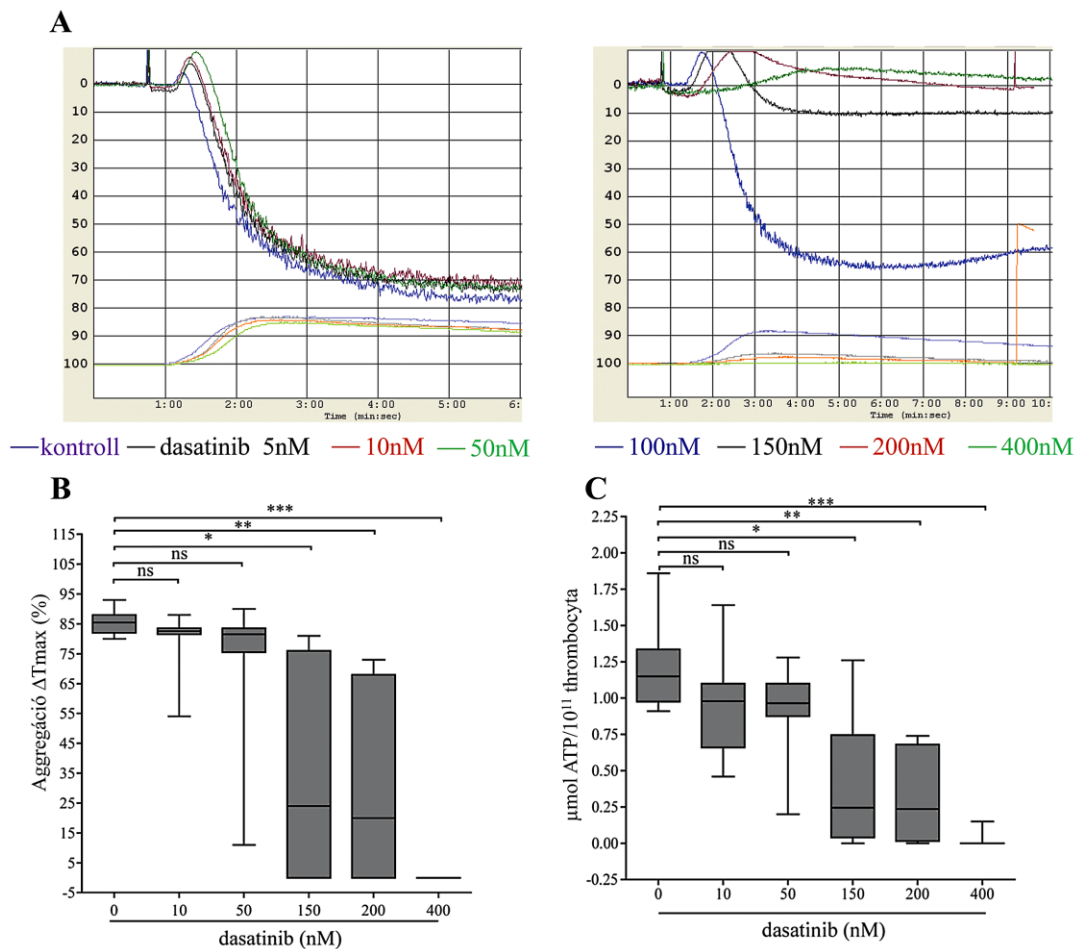 A
0
10
20
30
40
50
60
70
80
90
100
1:00 2:00 3:00 4:00 5:00 6:
Time (min:sec)
0
10
20
30
40
50
60
70
80
90
100
1:00 2:00 3:00 4:00 5:00 6:00 7:00 8:00 9:00 10:
Time (min:sec)
kontroll dasatinib 5nM 10nM 50nM
100nM 150nM 200nM 400nM
B
***
**
*
ns
ns
Aggregáció ΔTmax (%)
115
105
95
85
75
65
55
45
35
25
15
5
-5
0 10 50 150 200 400
dasatinib (nM)
C
***
**
*
ns
ns
µmol ATP/10¹¹ thrombocyta
2.25
2.00
1.75
1.50
1.25
1.00
0.75
0.50
0.25
0.00
-0.25
0 10 50 150 200 400
dasatinib (nM)